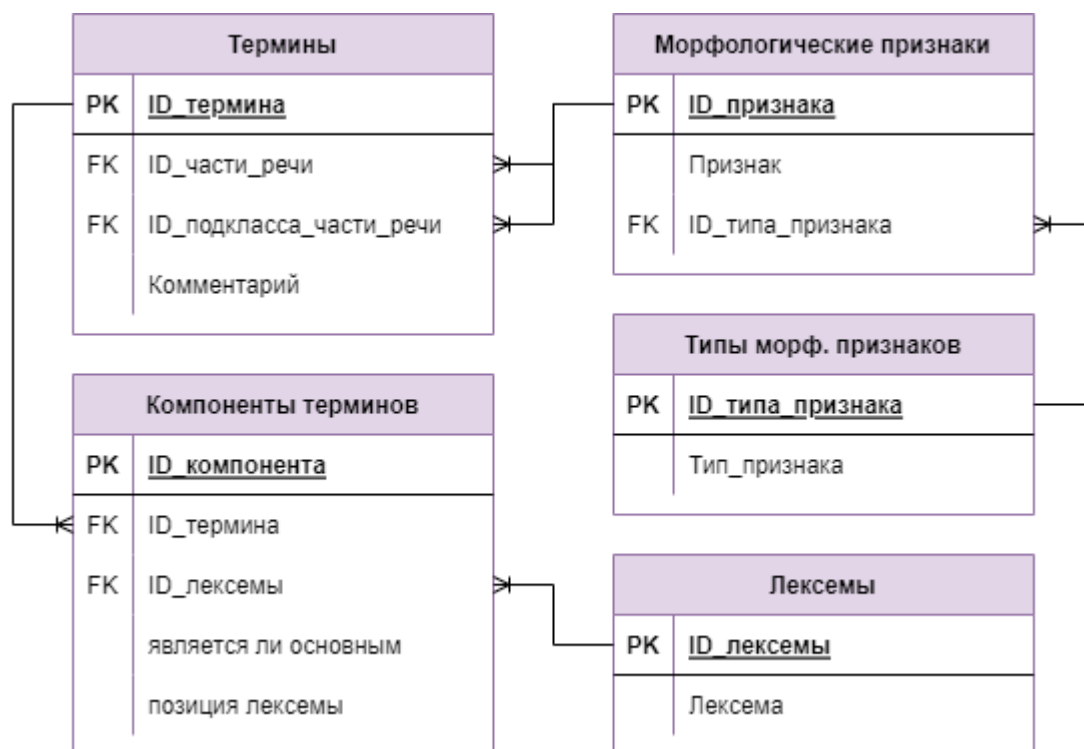 Термины
PK ID_термина
FK ID_части_речи
FK ID_подкласса_части_речи
Комментарий
Морфологические признаки
PK ID_признака
Признак
FK ID_типа_признака
Типы морф. признаков
PK ID_типа_признака
Тип_признака
Компоненты терминов
PK ID_компонента
FK ID_термина
FK ID_лексемы
является ли основным
позиция лексемы
Лексемы
PK ID_лексемы
Лексема